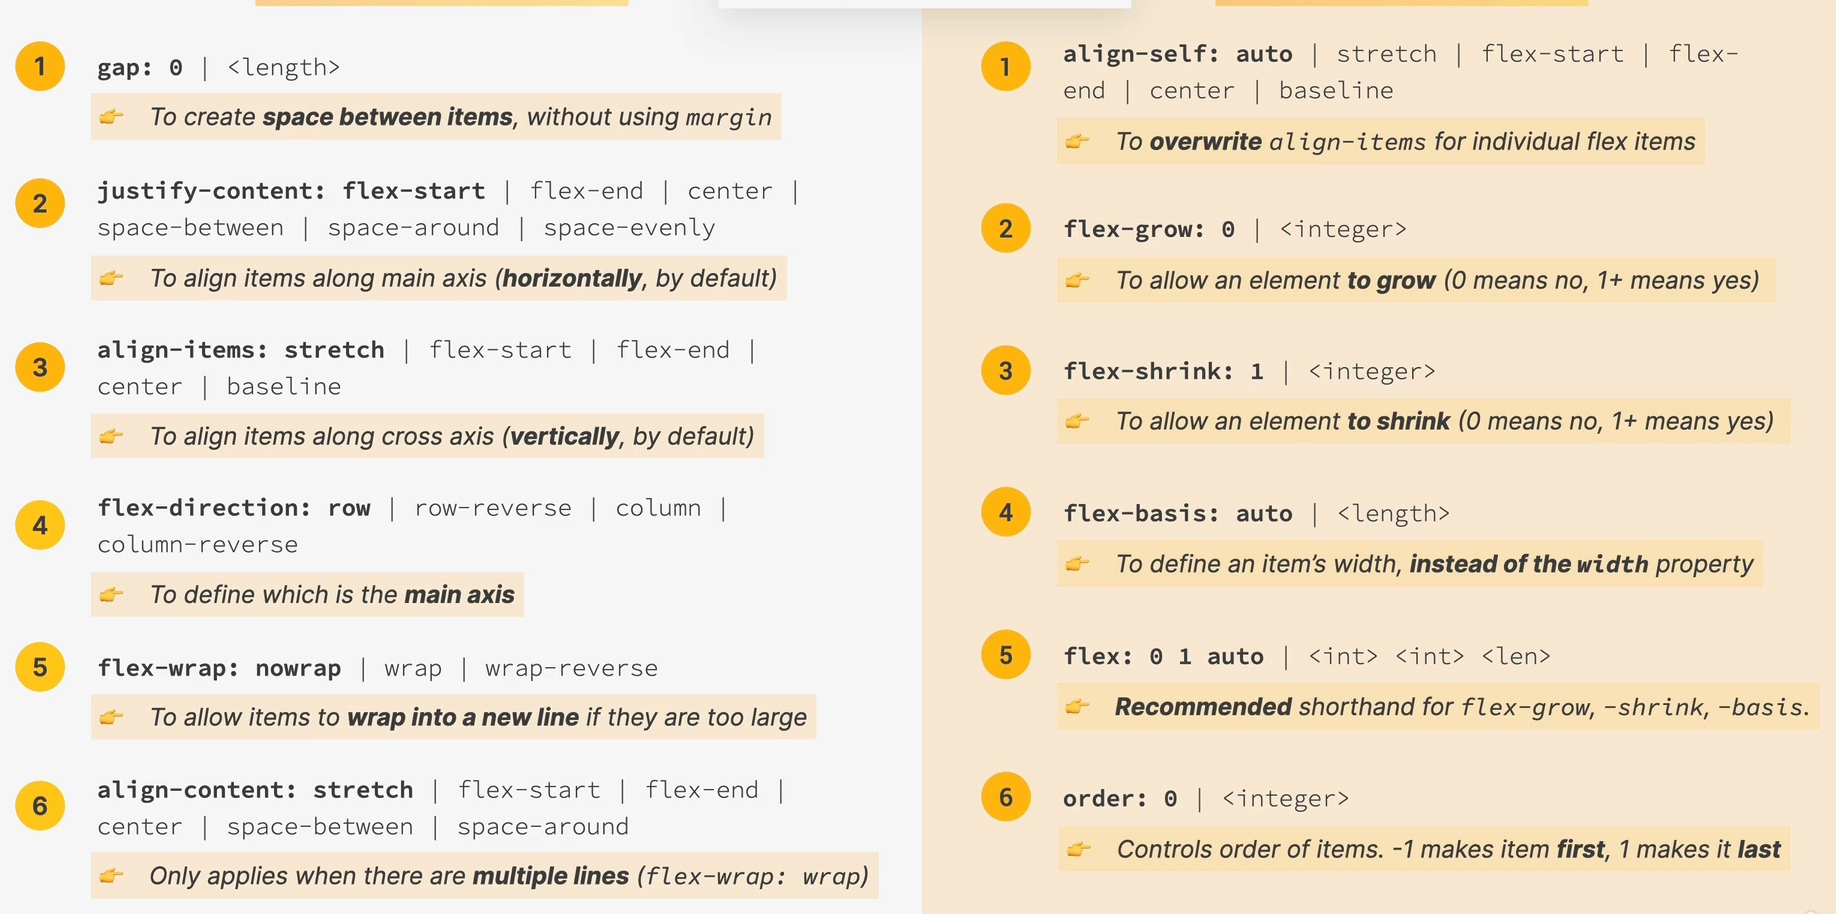 1
gap: 0 | <length>
👉 To create space between items, without using margin
2
justify-content: flex-start | flex-end | center |
space-between | space-around | space-evenly
👉 To align items along main axis (horizontally, by default)
3
align-items: stretch | flex-start | flex-end |
center | baseline
👉 To align items along cross axis (vertically, by default)
4
flex-direction: row | row-reverse | column |
column-reverse
👉 To define which is the main axis
5
flex-wrap: nowrap | wrap | wrap-reverse
👉 To allow items to wrap into a new line if they are too large
6
align-content: stretch | flex-start | flex-end |
center | space-between | space-around
👉 Only applies when there are multiple lines (flex-wrap: wrap)
1
align-self: auto | stretch | flex-start | flex-
end | center | baseline
👉 To overwrite align-items for individual flex items
2
flex-grow: 0 | <integer>
👉 To allow an element to grow (0 means no, 1+ means yes)
3
flex-shrink: 1 | <integer>
👉 To allow an element to shrink (0 means no, 1+ means yes)
4
flex-basis: auto | <length>
👉 To define an item’s width, instead of the width property
5
flex: 0 1 auto | <int> <int> <len>
👉 Recommended shorthand for flex-grow, -shrink, -basis.
6
order: 0 | <integer>
👉 Controls order of items. -1 makes item first, 1 makes it last